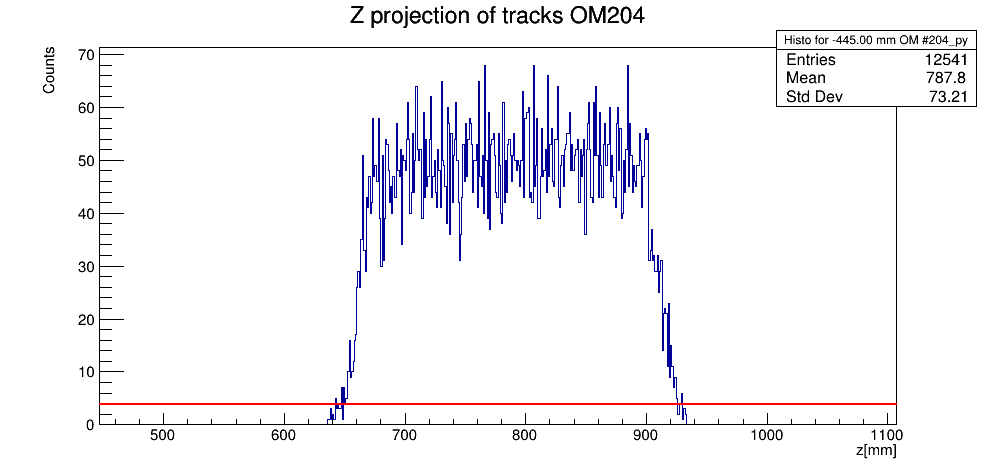 Z projection of tracks OM204
Histo for -445.00 mm OM #204_py
Entries 12541
Mean 787.8
Std Dev 73.21
Counts
70
60
50
40
30
20
10
0
500 600 700 800 900 1000 1100
z[mm]